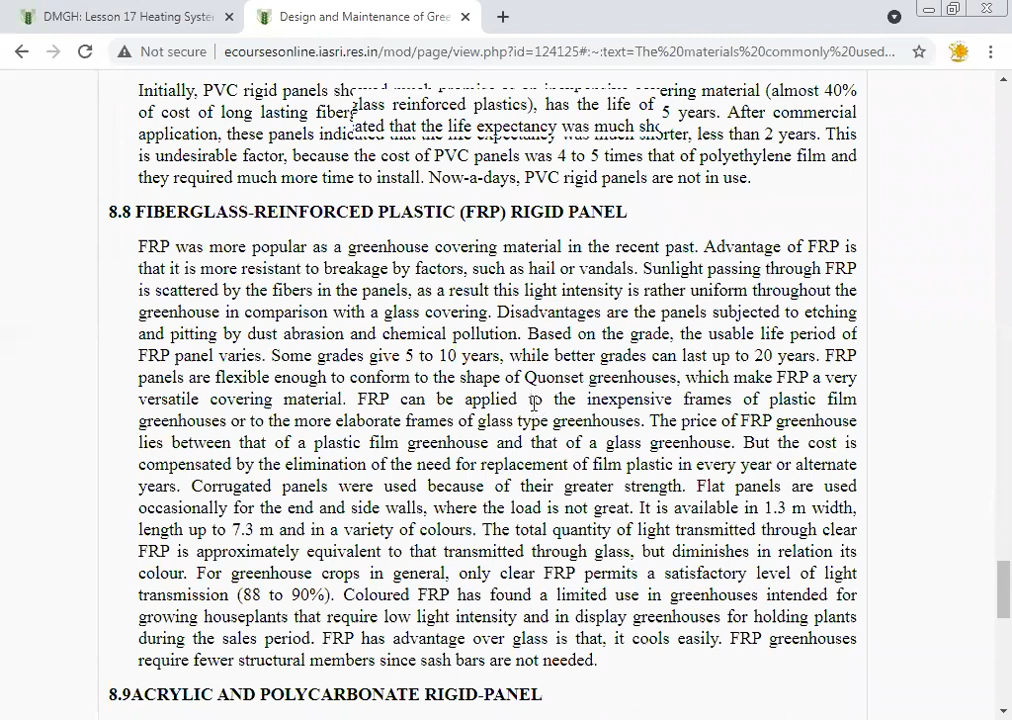 DMGH: Lesson 17 Heating Syste
Design and Maintenance of Gree
Not secure
ecoursesonline.iasri.res.in/mod/page/view.php?id=124125#:~:text=The%20materials%20commonly%20used...
Initially, PVC rigid panels showed much promise as an inexpensive covering material (almost 40%
of cost of long lasting fiberglass reinforced plastics), has the life of 5 years. After commercial
application, these panels indicated that the life expectancy was much shorter, less than 2 years. This
is undesirable factor, because the cost of PVC panels was 4 to 5 times that of polyethylene film and
they required much more time to install. Now-a-days, PVC rigid panels are not in use.
8.8 FIBERGLASS-REINFORCED PLASTIC (FRP) RIGID PANEL
FRP was more popular as a greenhouse covering material in the recent past. Advantage of FRP is
that it is more resistant to breakage by factors, such as hail or vandals. Sunlight passing through FRP
is scattered by the fibers in the panels, as a result this light intensity is rather uniform throughout the
greenhouse in comparison with a glass covering. Disadvantages are the panels subjected to etching
and pitting by dust abrasion and chemical pollution. Based on the grade, the usable life period of
FRP panel varies. Some grades give 5 to 10 years, while better grades can last up to 20 years. FRP
panels are flexible enough to conform to the shape of Quonset greenhouses, which make FRP a very
versatile covering material. FRP can be applied to the inexpensive frames of plastic film
greenhouses or to the more elaborate frames of glass type greenhouses. The price of FRP greenhouse
lies between that of a plastic film greenhouse and that of a glass greenhouse. But the cost is
compensated by the elimination of the need for replacement of film plastic in every year or alternate
years. Corrugated panels were used because of their greater strength. Flat panels are used
occasionally for the end and side walls, where the load is not great. It is available in 1.3 m width,
length up to 7.3 m and in a variety of colours. The total quantity of light transmitted through clear
FRP is approximately equivalent to that transmitted through glass, but diminishes in relation its
colour. For greenhouse crops in general, only clear FRP permits a satisfactory level of light
transmission (88 to 90%). Coloured FRP has found a limited use in greenhouses intended for
growing houseplants that require low light intensity and in display greenhouses for holding plants
during the sales period. FRP has advantage over glass is that, it cools easily. FRP greenhouses
require fewer structural members since sash bars are not needed.
8.9ACRYLIC AND POLYCARBONATE RIGID-PANEL